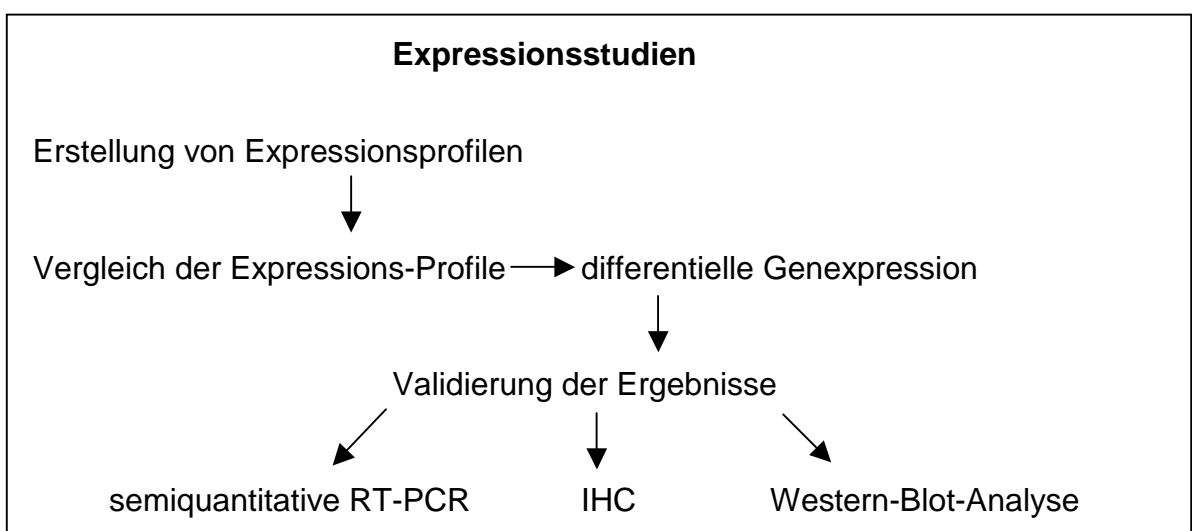 Expressionsstudien
Erstellung von Expressionsprofilen
Vergleich der Expressions-Profile differentielle Genexpression
Validierung der Ergebnisse
semiquantitative RT-PCR IHC Western-Blot-Analyse